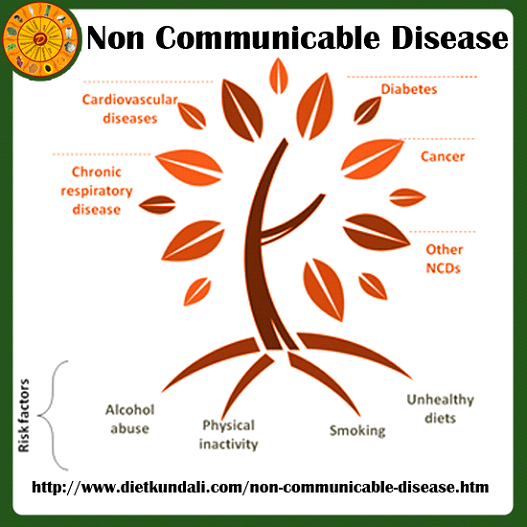 Non Communicable Disease
Cardiovascular
diseases
Diabetes
Chronic
respiratory
disease
Cancer
Other
NCDs
Risk factors
Alcohol
abuse
Physical
inactivity
Smoking
Unhealthy
diets
http://www.dietkundali.com/non-communicable-disease.htm